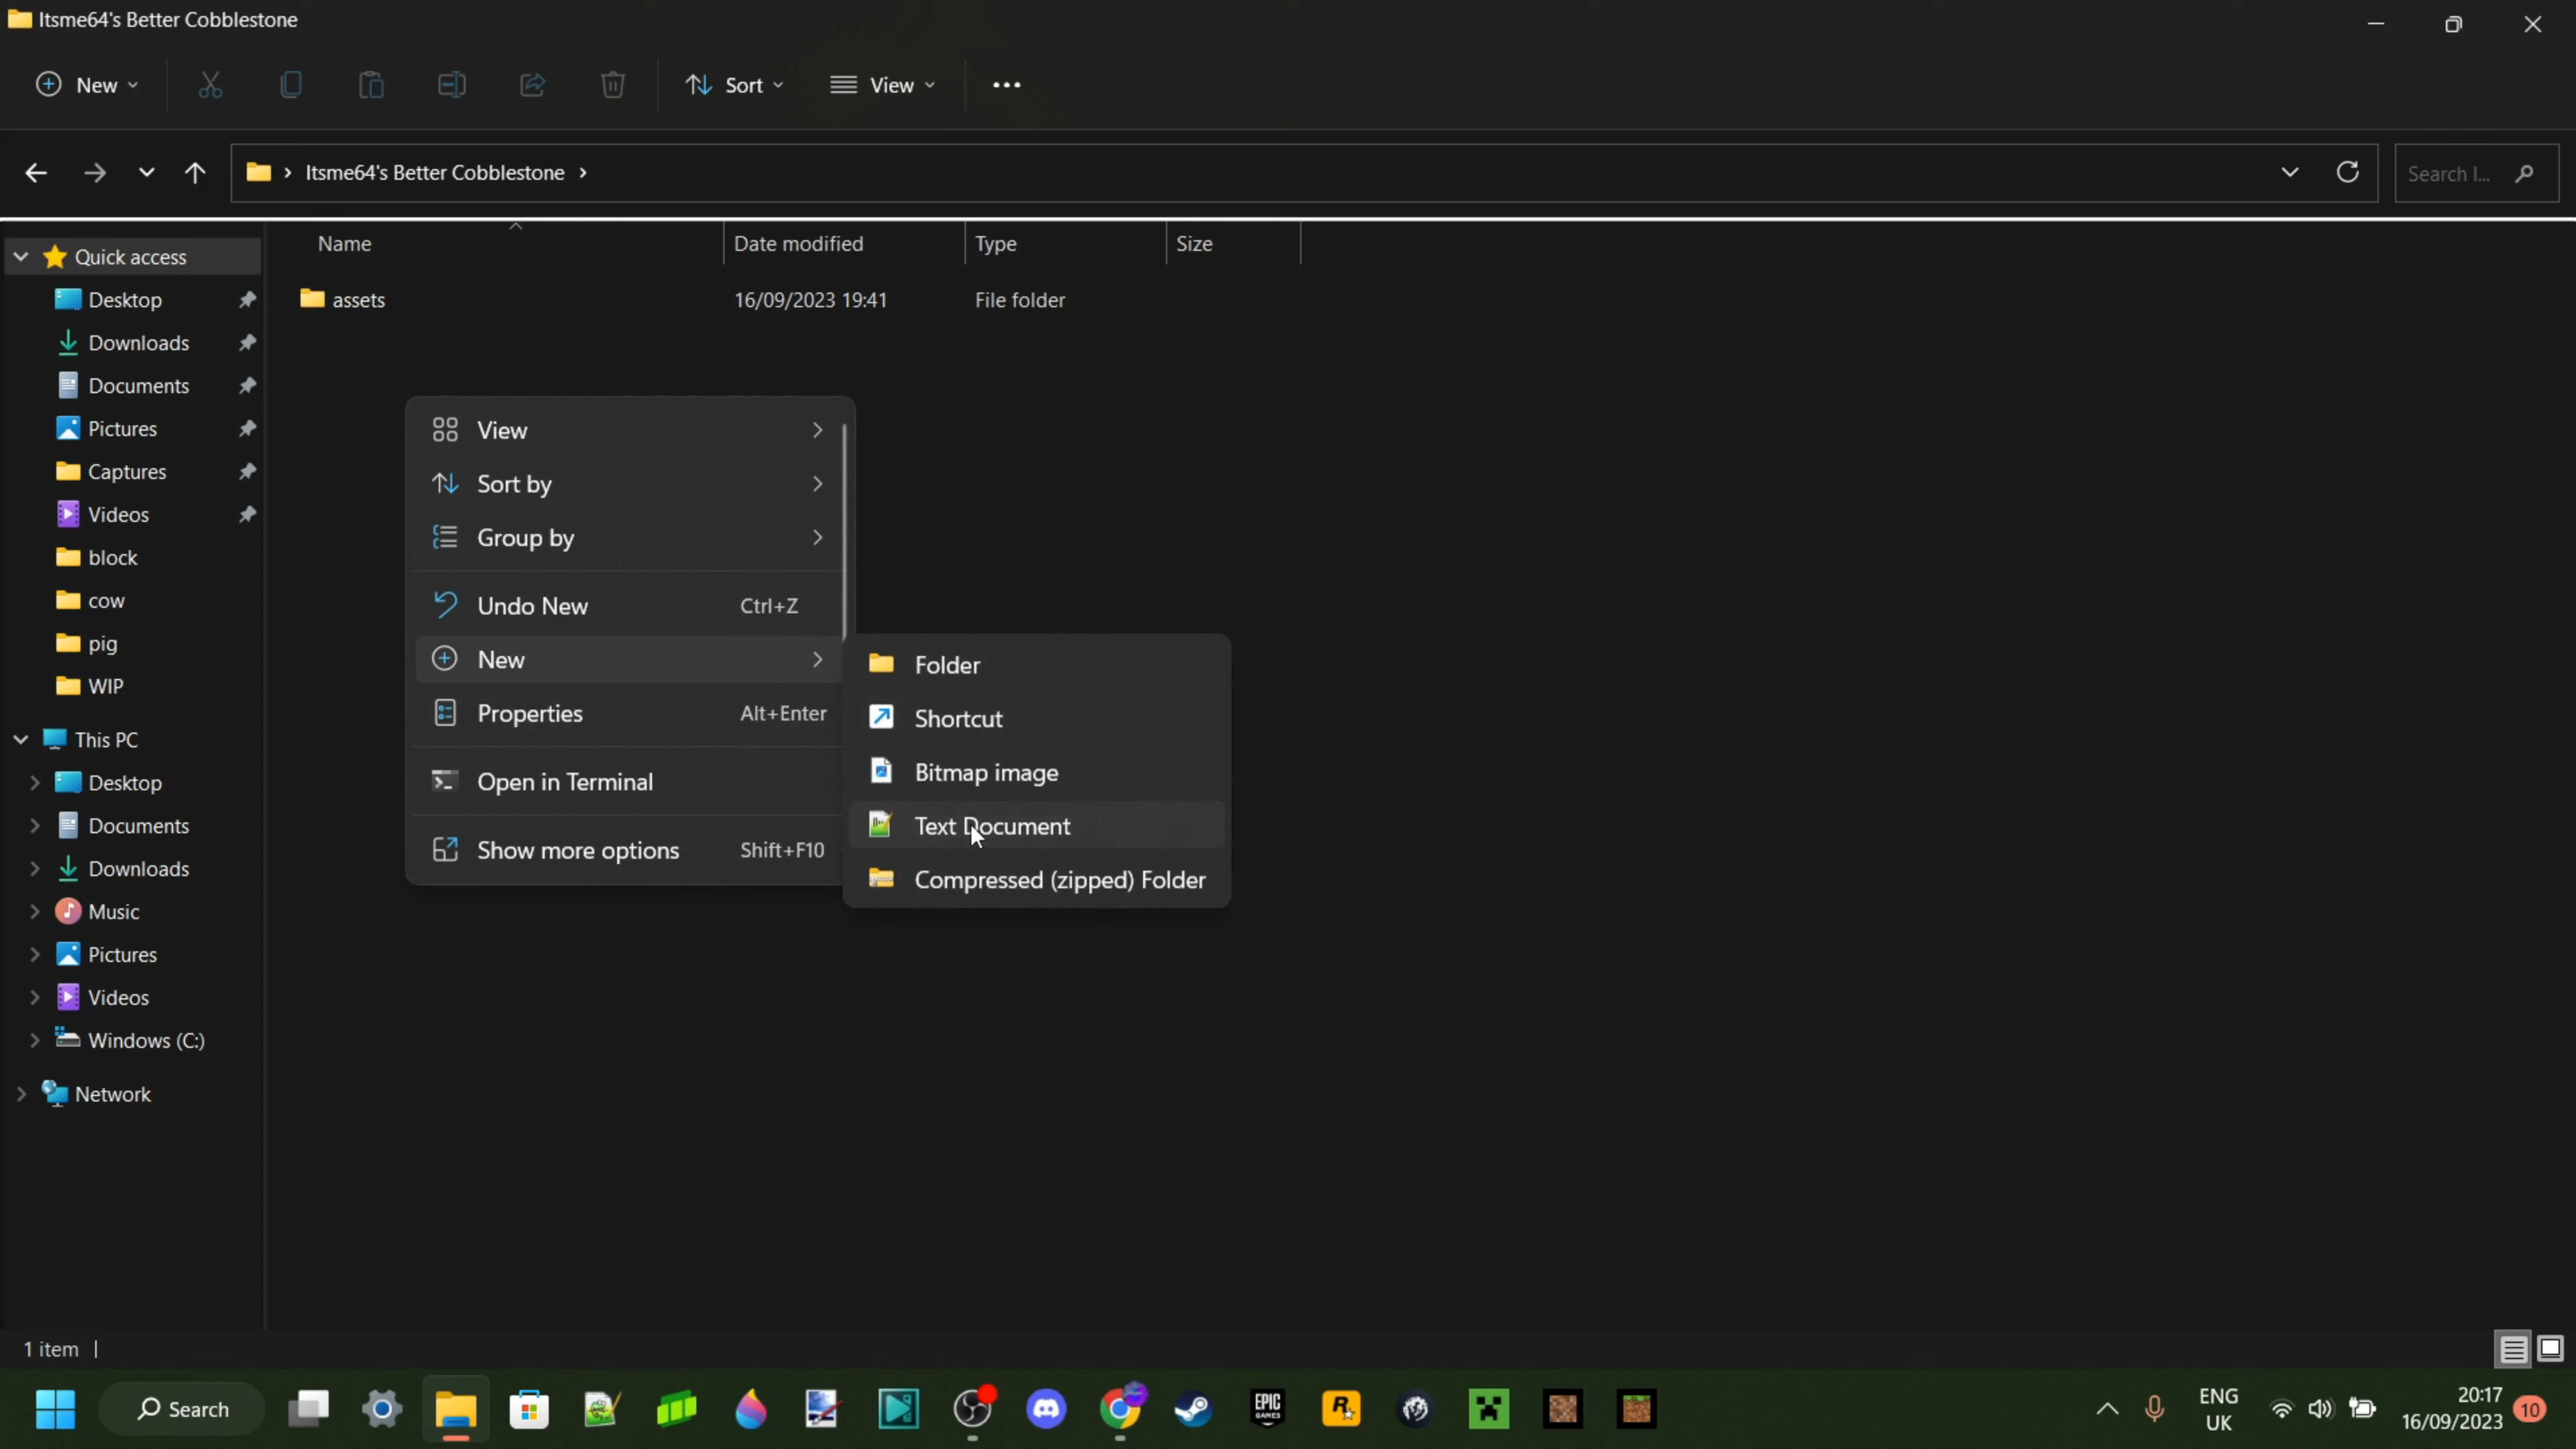 Itsme64's Better Cobblestone
New
Sort
View
Itsme64's Better Cobblestone
Search I...
Name
Date modified
Type
Size
assets
16/09/2023 19:41
File folder
Quick access
Desktop
Downloads
Documents
Pictures
Captures
Videos
block
cow
pig
WIP
This PC
Desktop
Documents
Downloads
Music
Pictures
Videos
Windows (C:)
Network
View
Sort by
Group by
Undo New Ctrl+Z
New
Properties Alt+Enter
Open in Terminal
Show more options Shift+F10
Folder
Shortcut
Bitmap image
Text Document
Compressed (zipped) Folder
1 item
Search
EPIC
GAMES
R
ENG
UK
20:17
16/09/2023
10